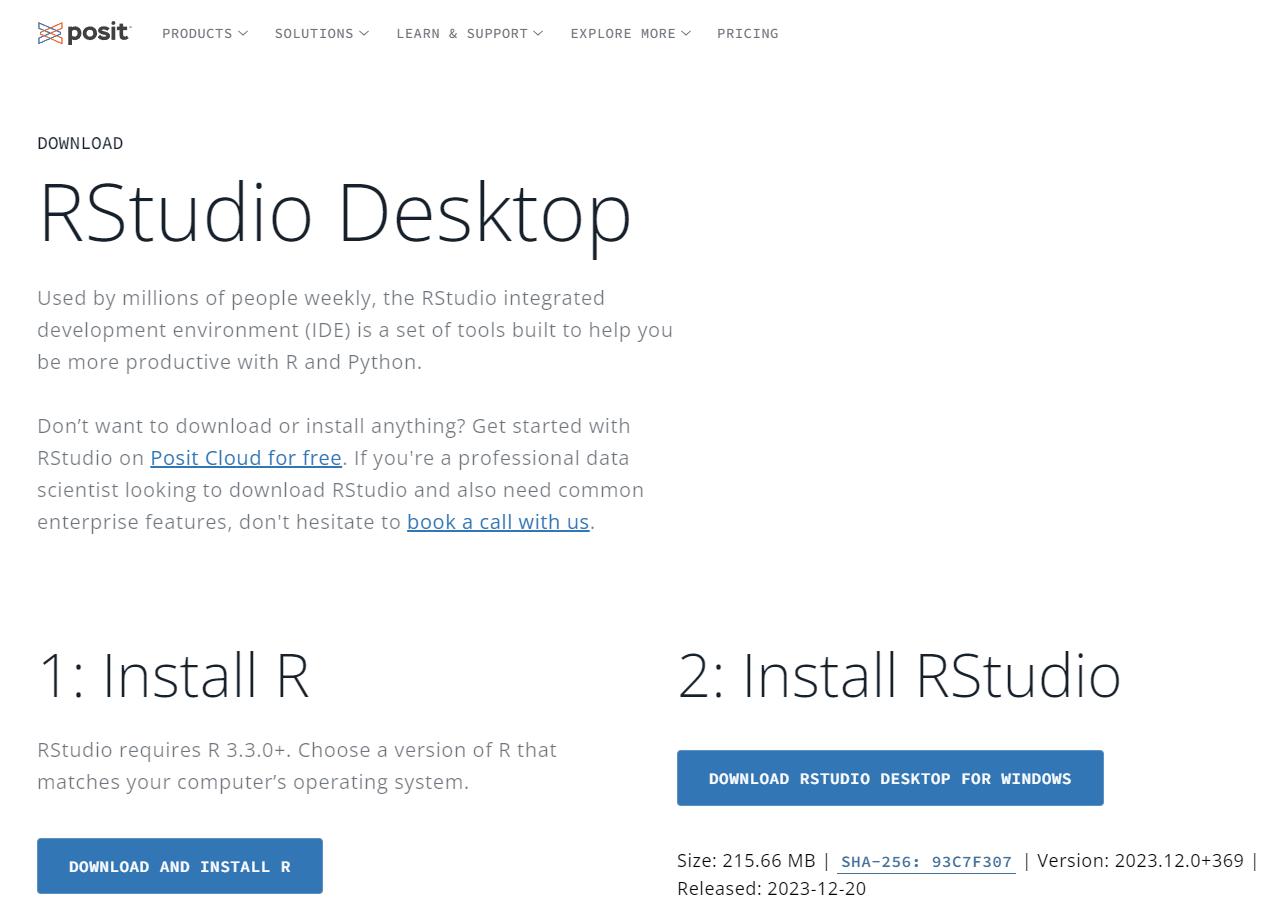 posit
PRODUCTS
SOLUTIONS
LEARN & SUPPORT
EXPLORE MORE
PRICING
DOWNLOAD
RStudio Desktop
Used by millions of people weekly, the RStudio integrated
development environment (IDE) is a set of tools built to help you
be more productive with R and Python.
Don’t want to download or install anything? Get started with
RStudio on Posit Cloud for free. If you're a professional data
scientist looking to download RStudio and also need common
enterprise features, don't hesitate to book a call with us.
1: Install R
RStudio requires R 3.3.0+. Choose a version of R that
matches your computer’s operating system.
DOWNLOAD AND INSTALL R
2: Install RStudio
DOWNLOAD RSTUDIO DESKTOP FOR WINDOWS
Size: 215.66 MB | SHA-256: 93C7F307 | Version: 2023.12.0+369 |
Released: 2023-12-20